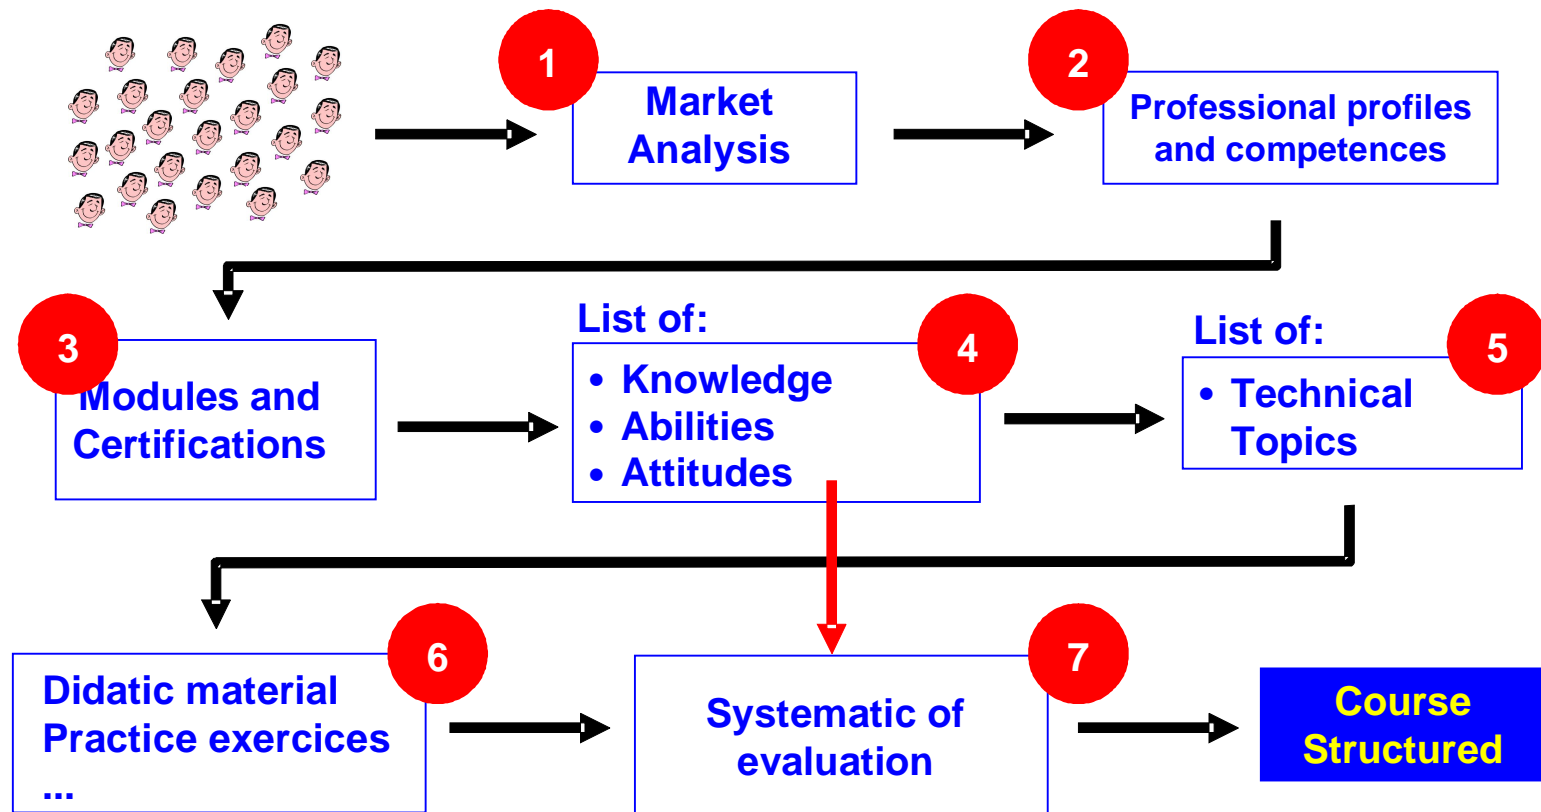 1
Market
Analysis
2
Professional profiles
and competences
3
Modules and
Certifications
List of:
4
• Knowledge
• Abilities
• Attitudes
List of:
5
• Technical
Topics
6
Didatic material
Practice exercices
...
7
Systematic of
evaluation
Course
Structured